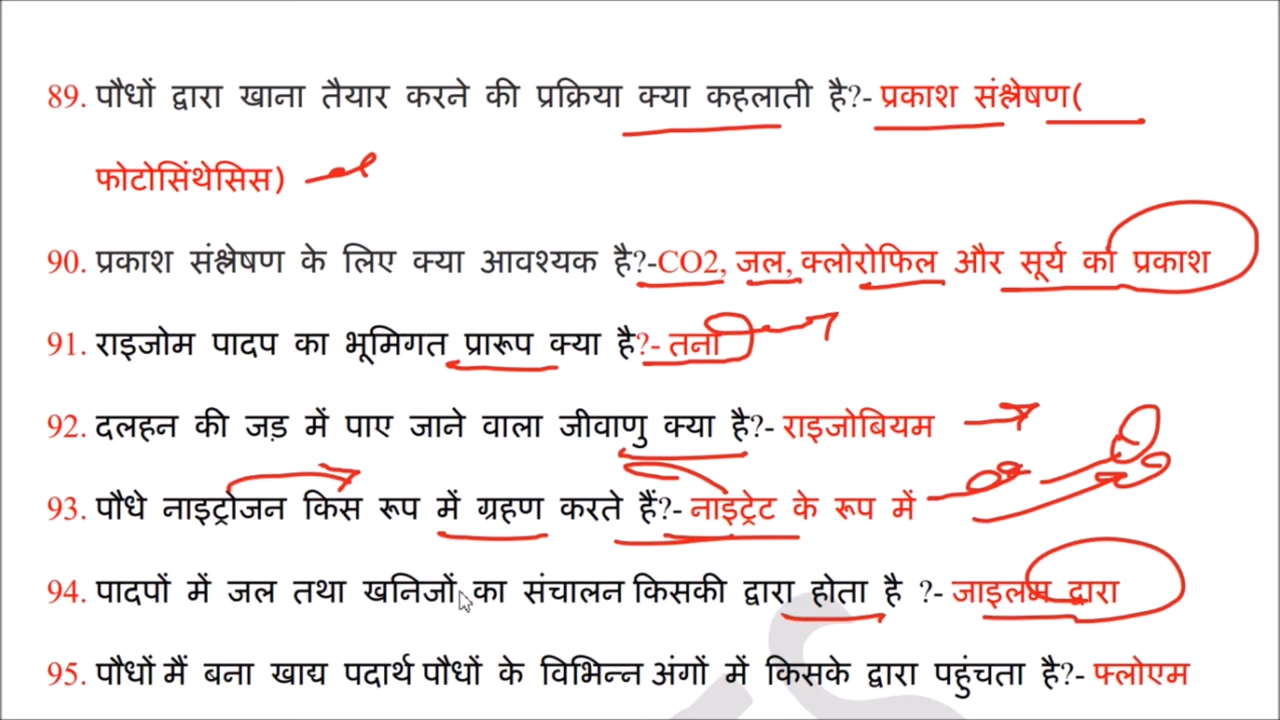 89. पौधों द्वारा खाना तैयार करने की प्रक्रिया क्या कहलाती है?- प्रकाश संश्लेषण(
फोटोसिंथेसिस)
90. प्रकाश संश्लेषण के लिए क्या आवश्यक है?-CO2, जल, क्लोरोफिल और सूर्य का प्रकाश
91. राइजोम पादप का भूमिगत प्रारूप क्या है?- तना
92. दलहन की जड़ में पाए जाने वाला जीवाणु क्या है?- राइजोबियम
93. पौधे नाइट्रोजन किस रूप में ग्रहण करते हैं?- नाइट्रेट के रूप में
94. पादपों में जल तथा खनिजों का संचालन किसकी द्वारा होता है ?- जाइलम द्वारा
95. पौधों मैं बना खाद्य पदार्थ पौधों के विभिन्न अंगों में किसके द्वारा पहुंचता है?- फ्लोएम